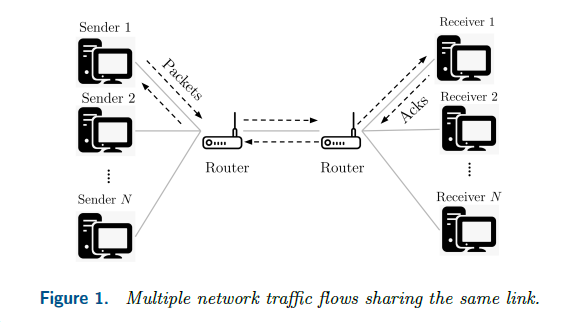 Sender 1
Receiver 1
Packets
Sender 2
Receiver 2
Acks
Router
Router
Sender N
Receiver N
Figure 1. Multiple network traffic flows sharing the same link.